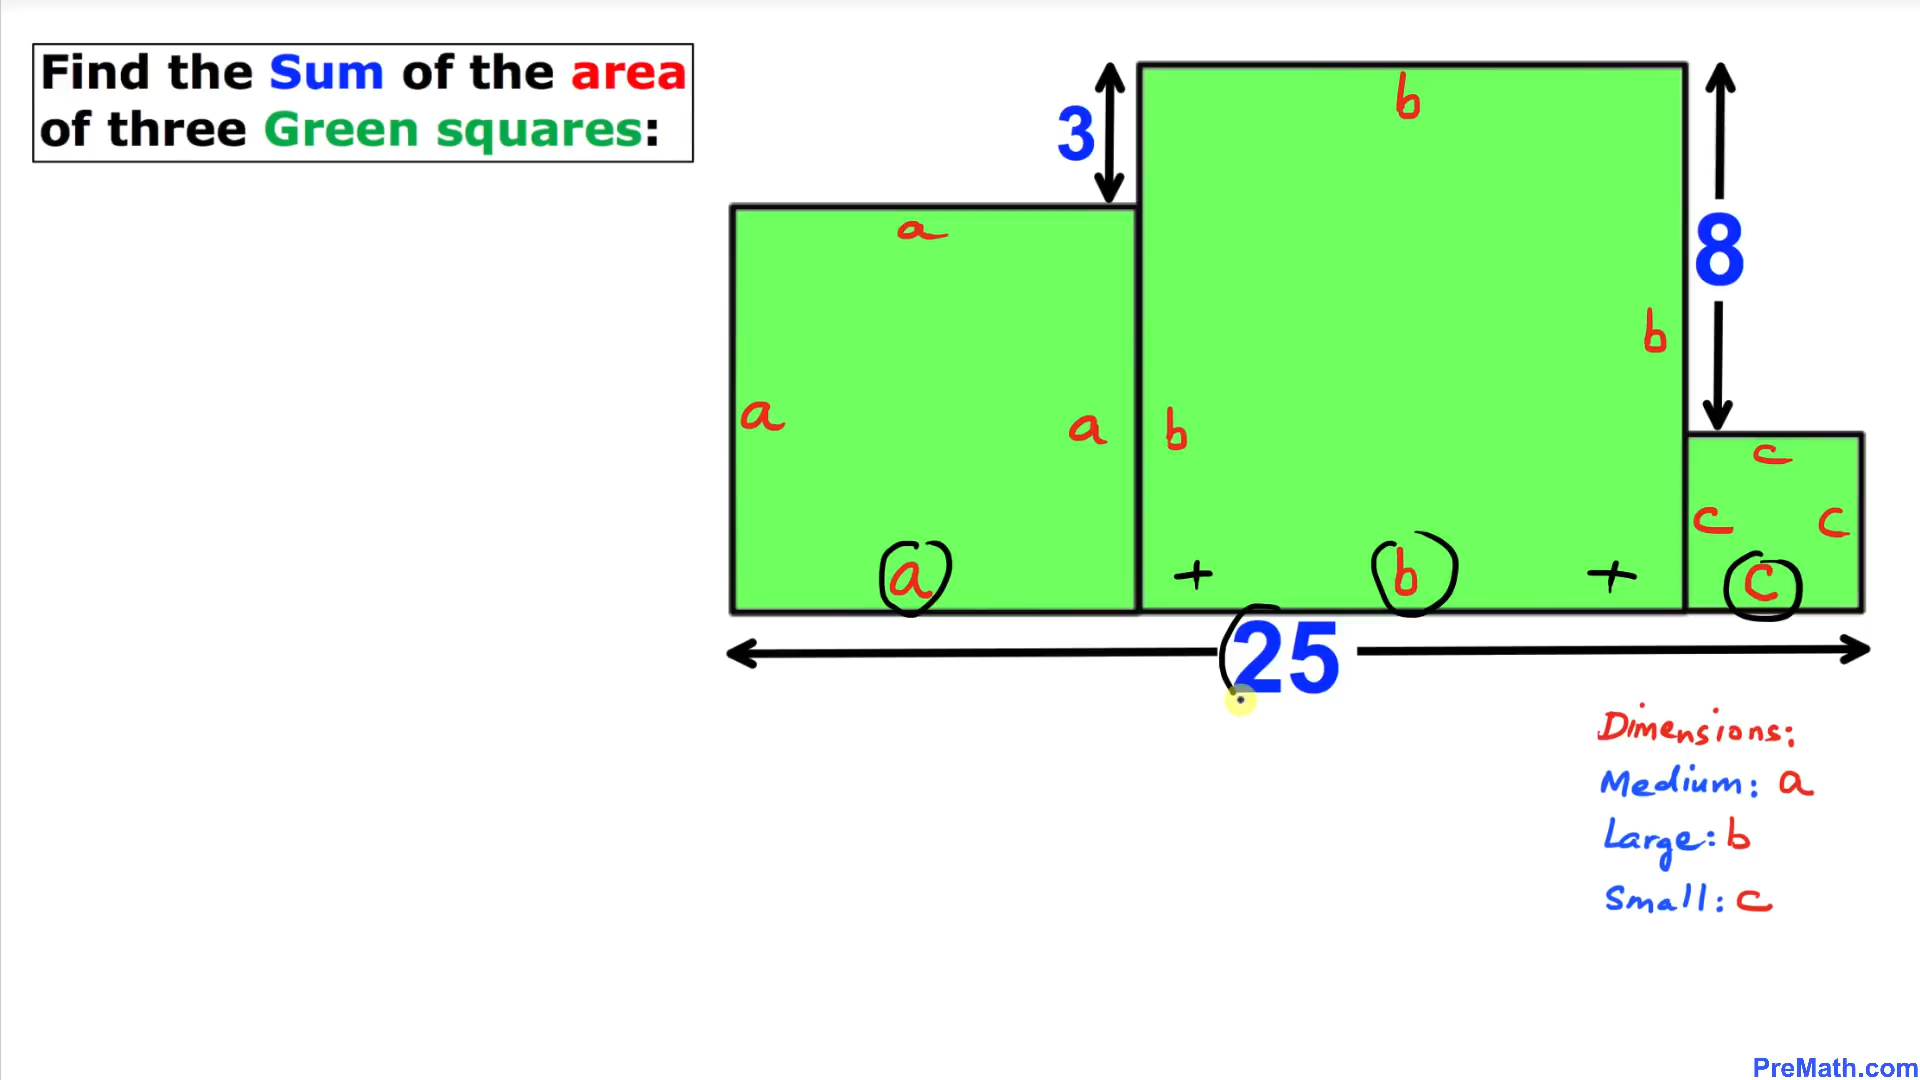 Find the Sum of the area
of three Green squares:
3
b
8
a
b
a
a
b
c
c
c
a
+
b
+
c
25
Dimensions:
Medium: a
Large: b
Small: c
PreMath.com